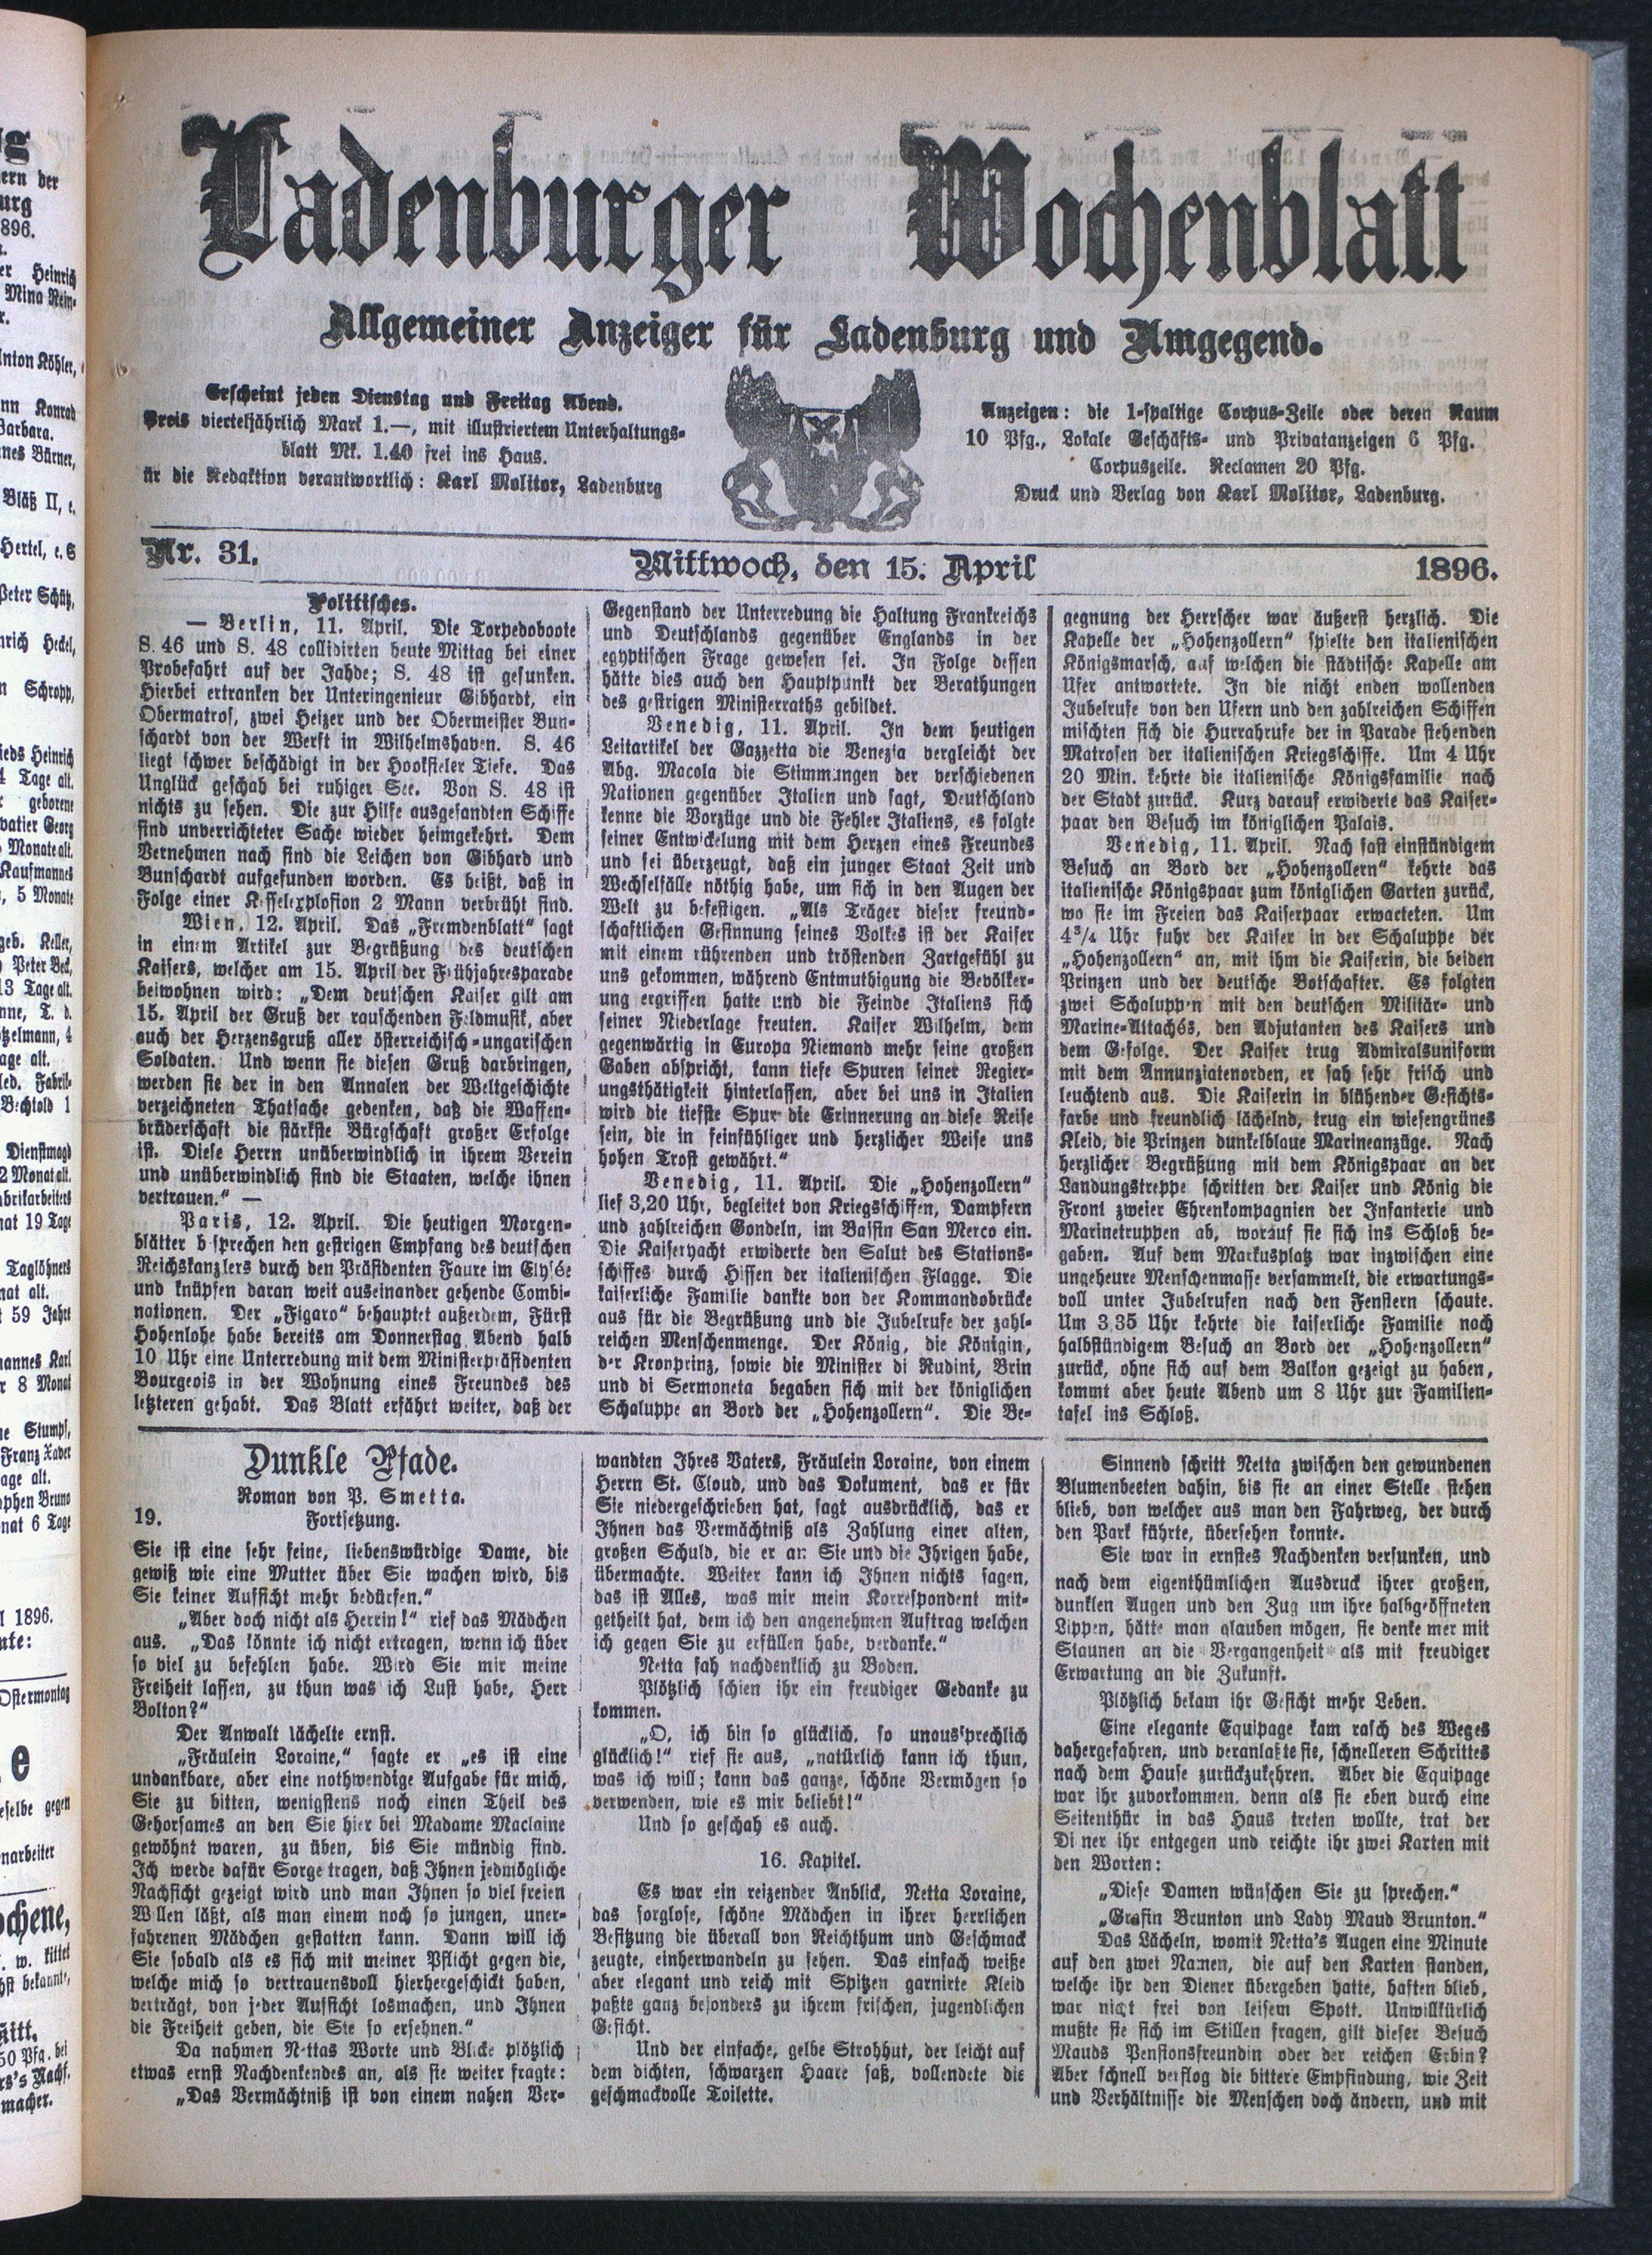 Ladenburger Wochenblatt
Allgemeiner Anzeiger für Ladenburg und Umgegend.
Erscheint jeden Dienstag und Freitag Abend.
Preis vierteljährlich Mark 1.—, mit illustriertem Unterhaltungs-
blatt Mk. 1.40 frei ins Haus.
ür die Redaktion verantwortlich: Karl Molitor, Ladenburg
Anzeigen: die 1-spaltige Corpus-Zeile oder deren Raum
10 Pfg., Lokale Geschäfts- und Privatanzeigen 6 Pfg.
Corpuszeile. Reclamen 20 Pfg.
Druck und Verlag von Karl Molitor, Ladenburg.
Nr. 31.
Mittwoch, den 15. April
1896.
Politisches.
— Berlin, 11. April. Die Torpedoboote
S. 46 und S. 48 collidirten heute Mittag bei einer
Probefahrt auf der Jahde; S. 48 ist gesunken.
Hierbei ertranken der Unteringenieur Gibhardt, ein
Obermatros, zwei Heizer und der Obermeister Bun-
schardt von der Werft in Wilhelmshaven. S. 46
liegt schwer beschädigt in der Hooksteler Tiefe. Das
Unglück geschah bei ruhiger See. Von S. 48 ist
nichts zu sehen. Die zur Hilfe ausgesandten Schiffe
sind unverrichteter Sache wieder heimgekehrt. Dem
Vernehmen nach sind die Leichen von Gibhard und
Bunschardt aufgefunden worden. Es heißt, daß in
Folge einer K ffelexplosion 2 Mann verbrüht sind.
Wien, 12. April. Das „Fremdenblatt“ sagt
in einem Artikel zur Begrüßung des deutschen
Kaisers, welcher am 15. April der F ühjahresparade
beiwohnen wird: „Dem deutschen Kaiser gilt am
15. April der Gruß der rauschenden Feldmusik, aber
auch der Herzensgruß aller österreichisch-ungarischen
Soldaten. Und wenn sie diesen Gruß darbringen,
werden sie der in den Annalen der Weltgeschichte
verzeichneten Thatsache gedenken, daß die Waffen-
brüderschaft die stärkste Bürgschaft großer Erfolge
ist. Diese Herrn unüberwindlich in ihrem Verein
und unüberwindlich sind die Staaten, welche ihnen
vertrauen.“ —
Paris, 12. April. Die heutigen Morgen-
blätter b sprechen den gestrigen Empfang des deutschen
Reichskanzlers durch den Präsidenten Faure im Elysée
und knüpfen daran weit auseinander gehende Combi-
nationen. Der „Figaro“ behauptet außerdem, Fürst
Hohenlohe habe bereits am Donnerstag Abend halb
10 Uhr eine Unterredung mit dem Ministerpräsidenten
Bourgeois in der Wohnung eines Freundes des
letzteren gehabt. Das Blatt erfährt weiter, daß der
Gegenstand der Unterredung die Haltung Frankreichs
und Deutschlands gegenüber Englands in der
egyptischen Frage gewesen sei. In Folge dessen
hätte dies auch den Hauptpunkt der Berathungen
des gestrigen Ministerraths gebildet.
Venedig, 11. April. In dem heutigen
Leitartikel der Gazzetta die Venezia vergleicht der
Abg. Macola die Stimmungen der verschiedenen
Nationen gegenüber Italien und sagt, Deutschland
kenne die Vorzüge und die Fehler Italiens, es folgte
seiner Entwickelung mit dem Herzen eines Freundes
und sei überzeugt, daß ein junger Staat Zeit und
Wechselfälle nöthig habe, um sich in den Augen der
Welt zu befestigen. „Als Träger dieser freund-
schaftlichen Gesinnung seines Volkes ist der Kaiser
mit einem rührenden und tröstenden Zartgefühl zu
uns gekommen, während Entmuthigung die Bevölker-
ung ergriffen hatte und die Feinde Italiens sich
seiner Niederlage freuten. Kaiser Wilhelm, dem
gegenwärtig in Europa Niemand mehr seine großen
Gaben abspricht, kann tiefe Spuren seiner Regier-
ungsthätigkeit hinterlassen, aber bei uns in Italien
wird die tiefste Spur die Erinnerung an diese Reise
sein, die in feinfühliger und herzlicher Weise uns
hohen Trost gewährt.“
Venedig, 11. April. Die „Hohenzollern“
lief 3,20 Uhr, begleitet von Kriegsschiffen, Dampfern
und zahlreichen Gondeln, im Bassin San Merco ein.
Die Kaiseryacht erwiderte den Salut des Stations-
schiffes durch Hissen der italienischen Flagge. Die
kaiserliche Familie dankte von der Kommandobrücke
aus für die Begrüßung und die Jubelrufe der zahl-
reichen Menschenmenge. Der König, die Königin,
der Kronprinz, sowie die Minister di Rudini, Brin
und di Sermoneta begaben sich mit der königlichen
Schaluppe an Bord der „Hohenzollern“. Die Be-
gegnung der Herrscher war äußerst herzlich. Die
Kapelle der „Hohenzollern“ spielte den italienischen
Königsmarsch, auf welchen die städtische Kapelle am
Ufer antwortete. In die nicht enden wollenden
Jubelrufe von den Ufern und den zahlreichen Schiffen
mischten sich die Hurrahrufe der in Parade stehenden
Matrosen der italienischen Kriegsschiffe. Um 4 Uhr
20 Min. kehrte die italienische Königsfamilie nach
der Stadt zurück. Kurz darauf erwiderte das Kaiser-
paar den Besuch im königlichen Palais.
Venedig, 11. April. Nach fast einstündigem
Besuch an Bord der „Hohenzollern“ kehrte das
italienische Königspaar zum königlichen Garten zurück,
wo sie im Freien das Kaiserpaar erwarteten. Um
4³/₄ Uhr fuhr der Kaiser in der Schaluppe der
„Hohenzollern“ an, mit ihm die Kaiserin, die beiden
Prinzen und der deutsche Botschafter. Es folgten
zwei Schalupp n mit den deutschen Militär- und
Marine-Attachés, den Adjutanten des Kaisers und
dem Gefolge. Der Kaiser trug Admiralsuniform
mit dem Annunziatenorden, er sah sehr frisch und
leuchtend aus. Die Kaiserin in blühender Gesichts-
farbe und freundlich lächelnd, trug ein wiesengrünes
Kleid, die Prinzen dunkelblaue Marineanzüge. Nach
herzlicher Begrüßung mit dem Königspaar an der
Landungstreppe schritten der Kaiser und König die
Front zweier Ehrenkompagnien der Infanterie und
Marinetruppen ab, worauf sie sich ins Schloß be-
gaben. Auf dem Markusplatz war inzwischen eine
ungeheure Menschenmasse versammelt, die erwartungs-
voll unter Jubelrufen nach den Fenstern schaute.
Um 3,35 Uhr kehrte die kaiserliche Familie nach
halbstündigem Besuch an Bord der „Hohenzollern“
zurück, ohne sich auf dem Balkon gezeigt zu haben,
kommt aber heute Abend um 8 Uhr zur Familien-
tafel ins Schloß.
Dunkle Pfade.
Roman von P. Smetta.
19. Fortsetzung.
Sie ist eine sehr feine, liebenswürdige Dame, die
gewiß wie eine Mutter über Sie wachen wird, bis
Sie keiner Aufsicht mehr bedürfen.“
„Aber doch nicht als Herrin!“ rief das Mädchen
aus. „Das könnte ich nicht ertragen, wenn ich über
so viel zu befehlen habe. Wird Sie mir meine
Freiheit lassen, zu thun was ich Lust habe, Herr
Bolton?“
Der Anwalt lächelte ernst.
„Fräulein Loraine,“ sagte er „es ist eine
undankbare, aber eine nothwendige Aufgabe für mich,
Sie zu bitten, wenigstens noch einen Theil des
Gehorsames an den Sie hier bei Madame Maclaine
gewöhnt waren, zu üben, bis Sie mündig sind.
Ich werde dafür Sorge tragen, daß Ihnen jedmögliche
Nachsicht gezeigt wird und man Ihnen so viel freien
Willen läßt, als man einem noch so jungen, uner-
fahrenen Mädchen gestatten kann. Dann will ich
Sie sobald als es sich mit meiner Pflicht gegen die,
welche mich so vertrauensvoll hierhergeschickt haben,
verträgt, von jeder Aufsicht losmachen, und Ihnen
die Freiheit geben, die Sie so ersehnen.“
Da nahmen Nettas Worte und Blicke plötzlich
etwas ernst Nachdenkendes an, als sie weiter fragte:
„Das Vermächtniß ist von einem nahen Ver-
wandten Ihres Vaters, Fräulein Loraine, von einem
Herrn St. Cloud, und das Dokument, das er für
Sie niedergeschrieben hat, sagt ausdrücklich, das er
Ihnen das Vermächtniß als Zahlung einer alten,
großen Schuld, die er an Sie und die Ihrigen habe,
übermachte. Weiter kann ich Ihnen nichts sagen,
das ist Alles, was mir mein Korrespondent mit-
getheilt hat, dem ich den angenehmen Auftrag welchen
ich gegen Sie zu erfüllen habe, verdanke.“
Netta sah nachdenklich zu Boden.
Plötzlich schien ihr ein freudiger Gedanke zu
kommen.
„O, ich bin so glücklich, so unaussprechlich
glücklich!“ rief sie aus, „natürlich kann ich thun,
was ich will; kann das ganze, schöne Vermögen so
verwenden, wie es mir beliebt!“
Und so geschah es auch.
16. Kapitel.
Es war ein reizender Anblick, Netta Loraine,
das sorglose, schöne Mädchen in ihrer herrlichen
Besitzung die überall von Reichthum und Geschmack
zeugte, einherwandeln zu sehen. Das einfach weiße
aber elegant und reich mit Spitzen garnirte Kleid
paßte ganz besonders zu ihrem frischen, jugendlichen
Gesicht.
Und der einfache, gelbe Strohhut, der leicht auf
dem dichten, schwarzen Haare saß, vollendete die
geschmackvolle Toilette.
Sinnend schritt Netta zwischen den gewundenen
Blumenbeeten dahin, bis sie an einer Stelle stehen
blieb, von welcher aus man den Fahrweg, der durch
den Park führte, übersehen konnte.
Sie war in ernstes Nachdenken versunken, und
nach dem eigenthümlichen Ausdruck ihrer großen,
dunklen Augen und den Zug um ihre halbgeöffneten
Lippen, hätte man glauben mögen, sie denke mer mit
Staunen an die Vergangenheit als mit freudiger
Erwartung an die Zukunft.
Plötzlich bekam ihr Gesicht mehr Leben.
Eine elegante Equipage kam rasch des Weges
dahergefahren, und veranlaßte sie, schnelleren Schrittes
nach dem Hause zurückzukehren. Aber die Equipage
war ihr zuvorkommen, denn als sie eben durch eine
Seitenthür in das Haus treten wollte, trat der
Di ner ihr entgegen und reichte ihr zwei Karten mit
den Worten:
„Diese Damen wünschen Sie zu sprechen.“
„Gräfin Brunton und Lady Maud Brunton.“
Das Lächeln, womit Netta's Augen eine Minute
auf den zwei Namen, die auf den Karten standen,
welche ihr den Diener übergeben hatte, haften blieb,
war nicht frei von leisem Spott. Unwillkürlich
mußte sie sich im Stillen fragen, gilt dieser Besuch
Mauds Pensionsfreundin oder der reichen Erbin?
Aber schnell verflog die bittere Empfindung, wie Zeit
und Verhältnisse die Menschen doch ändern, und mit